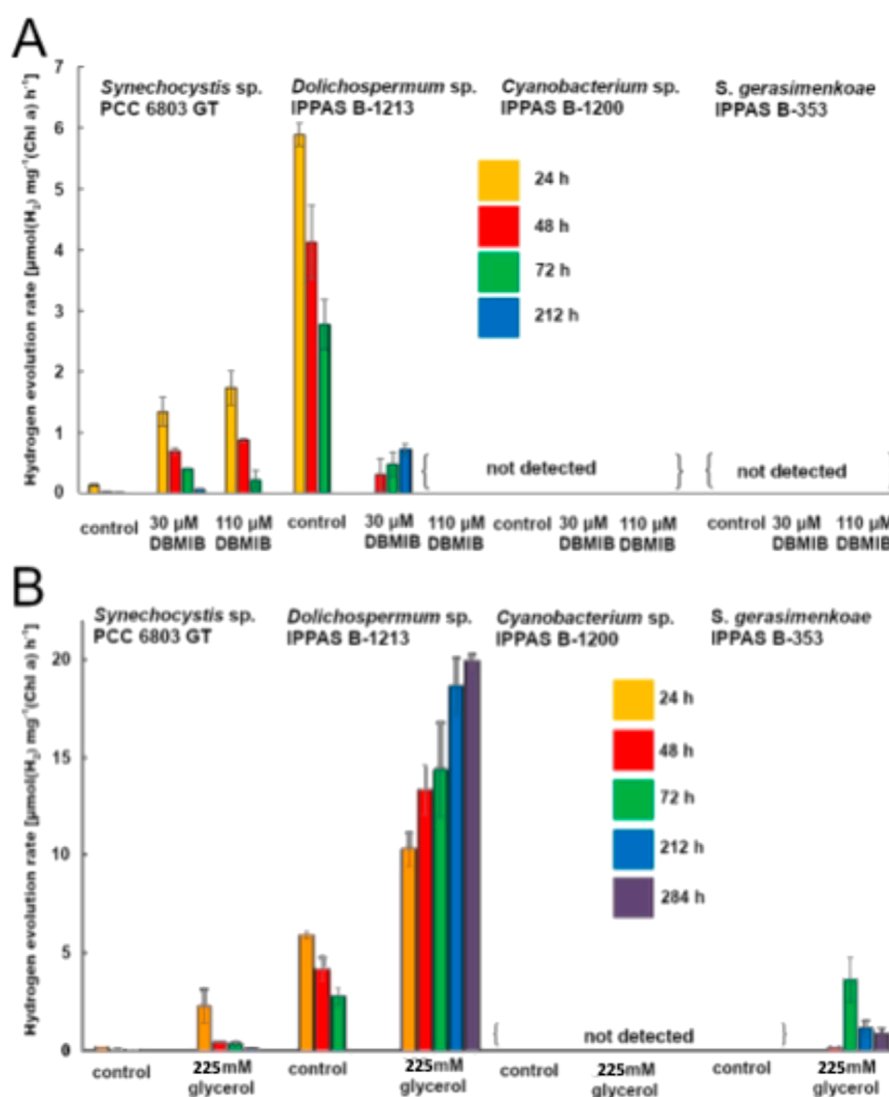 A
Hydrogen evolution rate [µmol(H₂) mg⁻¹(Chl a) h⁻¹]
7
6
5
4
3
2
1
0
Synechocystis sp.
PCC 6803 GT
Dolichospermum sp.
IPPAS B-1213
Cyanobacterium sp.
IPPAS B-1200
S. gerasimenkoae
IPPAS B-353
24 h
48 h
72 h
212 h
{ not detected }
{ not detected }
control 30 µM DBMIB 110 µM DBMIB
control 30 µM DBMIB 110 µM DBMIB
control 30 µM DBMIB 110 µM DBMIB
control 30 µM DBMIB 110 µM DBMIB
B
Hydrogen evolution rate [µmol(H₂) mg⁻¹(Chl a) h⁻¹]
20
15
10
5
0
Synechocystis sp.
PCC 6803 GT
Dolichospermum sp.
IPPAS B-1213
Cyanobacterium sp.
IPPAS B-1200
S. gerasimenkoae
IPPAS B-353
24 h
48 h
72 h
212 h
284 h
{ not detected }
control 225mM glycerol
control 225mM glycerol
control 225mM glycerol
control 225mM glycerol